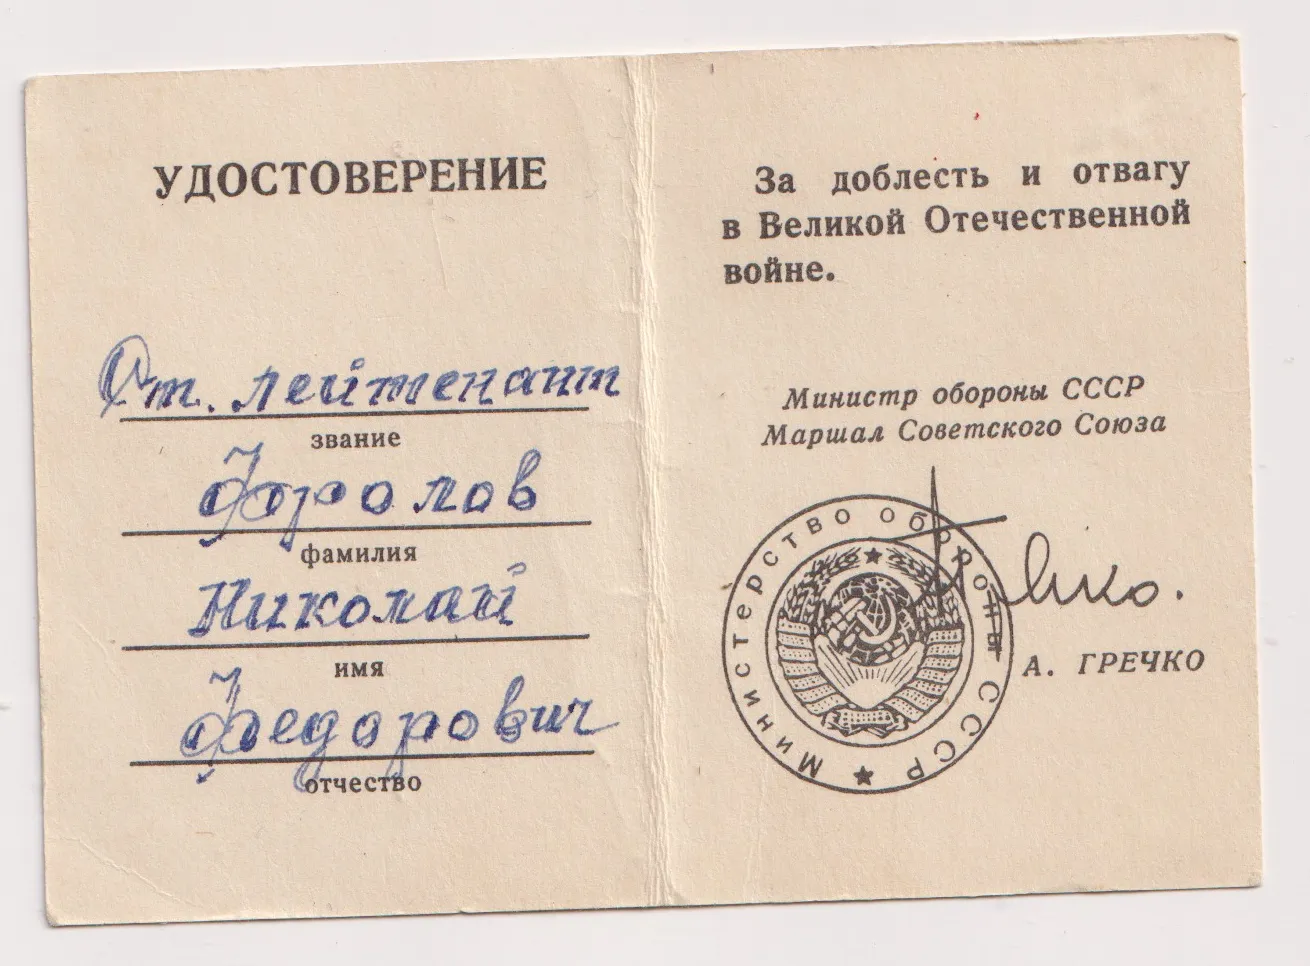 УДОСТОВЕРЕНИЕ
Ст. лейтенант
звание
Фролов
фамилия
Николай
имя
Федорович
отчество
За доблесть и отвагу
в Великой Отечественной
войне.
Министр обороны СССР
Маршал Советского Союза
Министерство обороны СССР
А. ГРЕЧКО